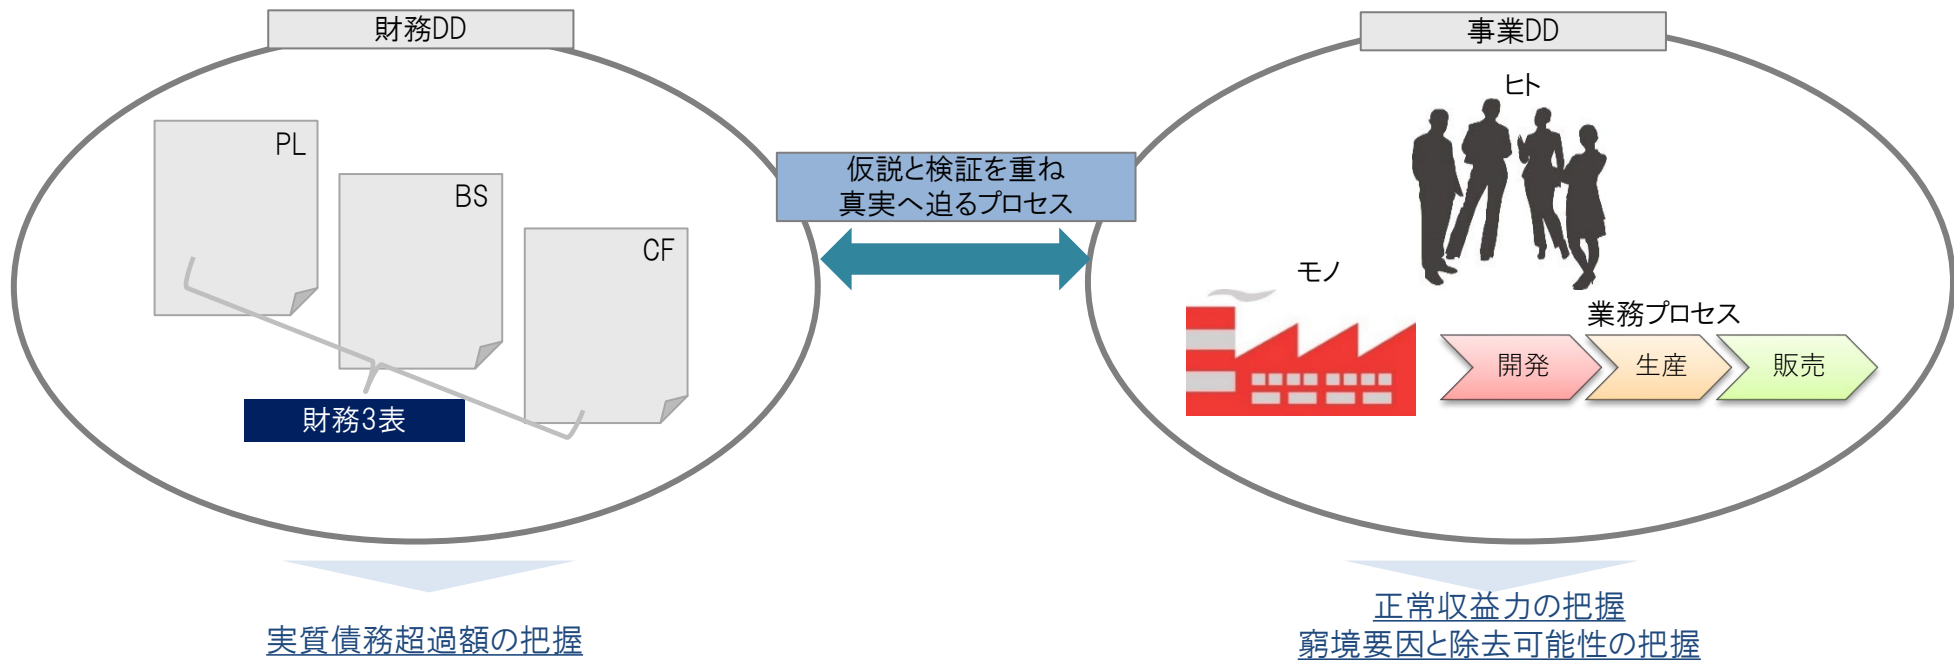 財務DD
PL
BS
CF
財務3表
実質債務超過額の把握
仮説と検証を重ね
真実へ迫るプロセス
事業DD
ヒト
モノ
業務プロセス
開発
生産
販売
正常収益力の把握
窮境要因と除去可能性の把握